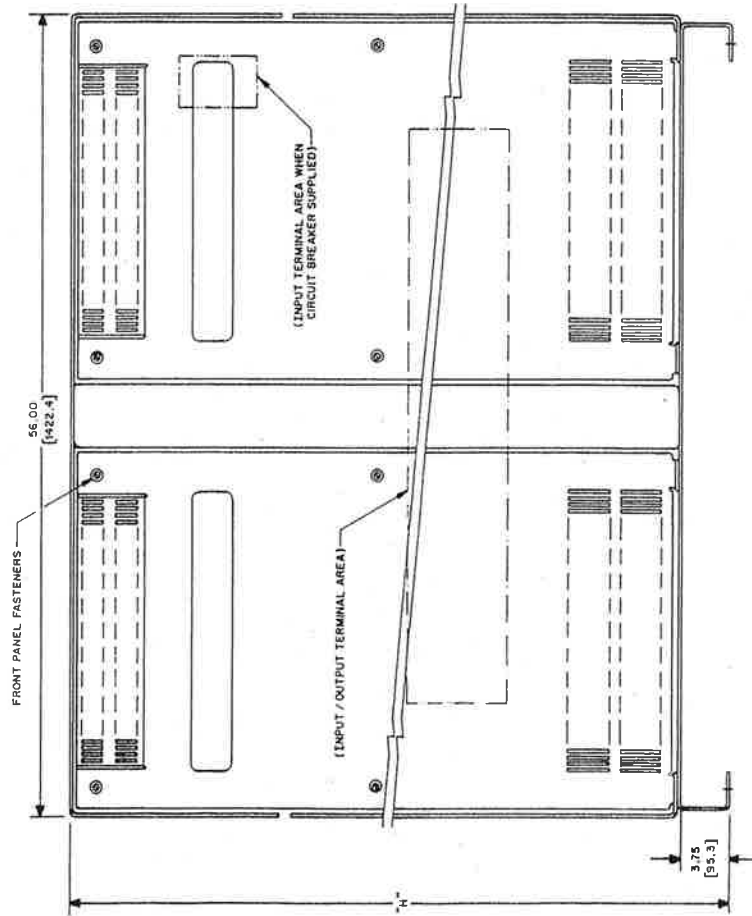 FRONT PANEL FASTENERS
56.00
[1422.4]
(INPUT TERMINAL AREA WHEN
CIRCUIT BREAKER SUPPLIED)
(INPUT / OUTPUT TERMINAL AREA)
3.75
[95.3]
"H"